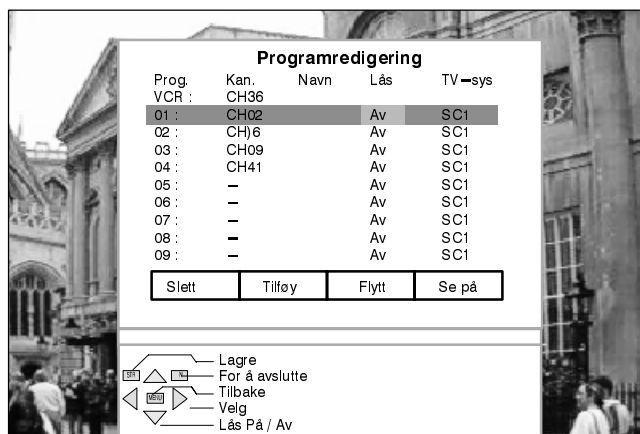 Programredigering
Prog. Kan. Navn Lås TV–sys
VCR : CH36
01 : CH02 Av SC1
02 : CH)6 Av SC1
03 : CH09 Av SC1
04 : CH41 Av SC1
05 : – Av SC1
06 : – Av SC1
07 : – Av SC1
08 : – Av SC1
09 : – Av SC1
Slett Tilføy Flytt Se på
Lagre
STR N For å avslutte
Tilbake
MENU Velg
Lås På / Av